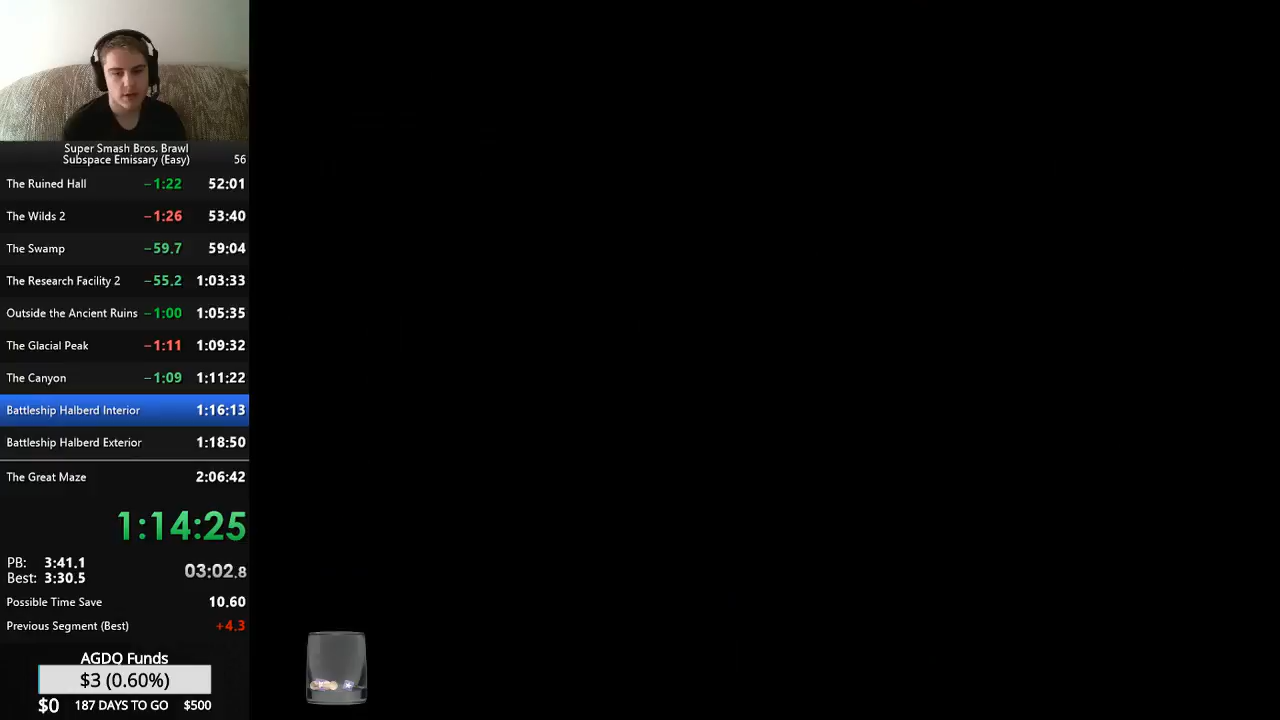 Super Smash Bros. Brawl
Subspace Emissary (Easy) 56
The Ruined Hall −1:22 52:01
The Wilds 2 −1:26 53:40
The Swamp −59.7 59:04
The Research Facility 2 −55.2 1:03:33
Outside the Ancient Ruins −1:00 1:05:35
The Glacial Peak −1:11 1:09:32
The Canyon −1:09 1:11:22
Battleship Halberd Interior 1:16:13
Battleship Halberd Exterior 1:18:50
The Great Maze 2:06:42
1:14:25
PB: 3:41.1
Best: 3:30.5
03:02.8
Possible Time Save 10.60
Previous Segment (Best) +4.3
AGDQ Funds
$3 (0.60%)
$0 187 DAYS TO GO $500